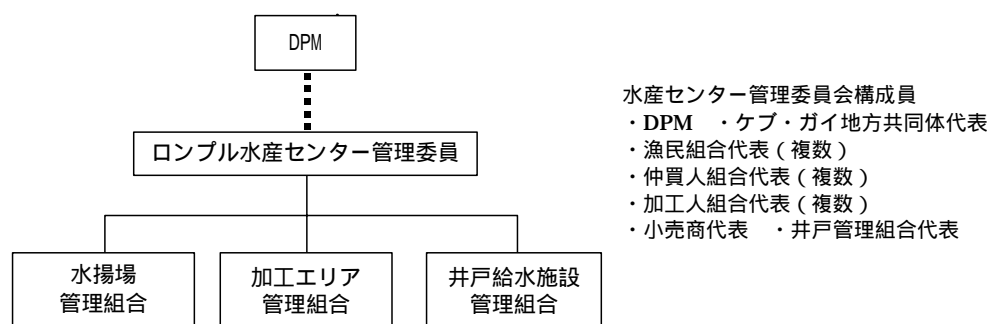 DPM
ロンプル水産センター管理委員
水揚場
管理組合
加工エリア
管理組合
井戸給水施設
管理組合
水産センター管理委員会構成員
・DPM ・ケブ・ガイ地方共同体代表
・漁民組合代表(複数)
・仲買人組合代表(複数)
・加工人組合代表(複数)
・小売商代表 ・井戸管理組合代表